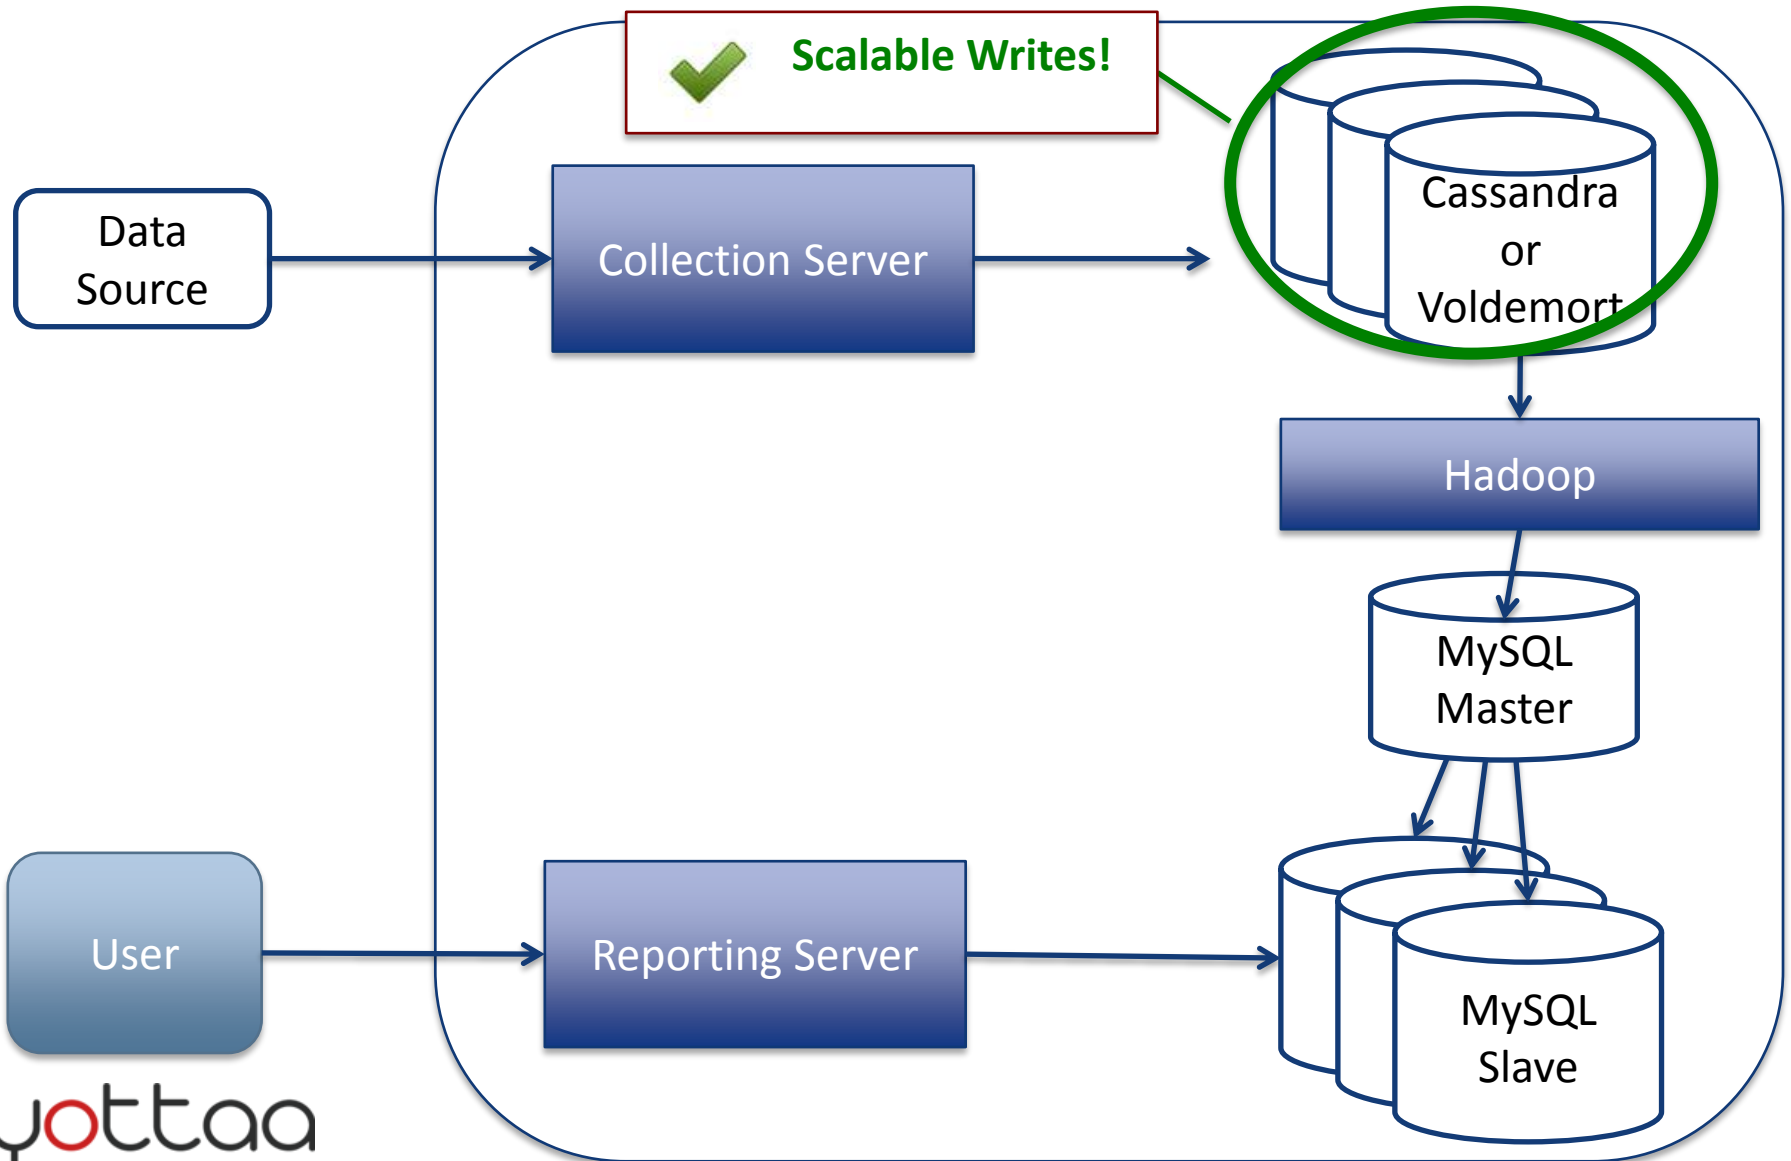 Scalable Writes!
Data
Source
Collection Server
Cassandra
or
Voldemort
Hadoop
MySQL
Master
User
Reporting Server
MySQL
Slave
yottaa